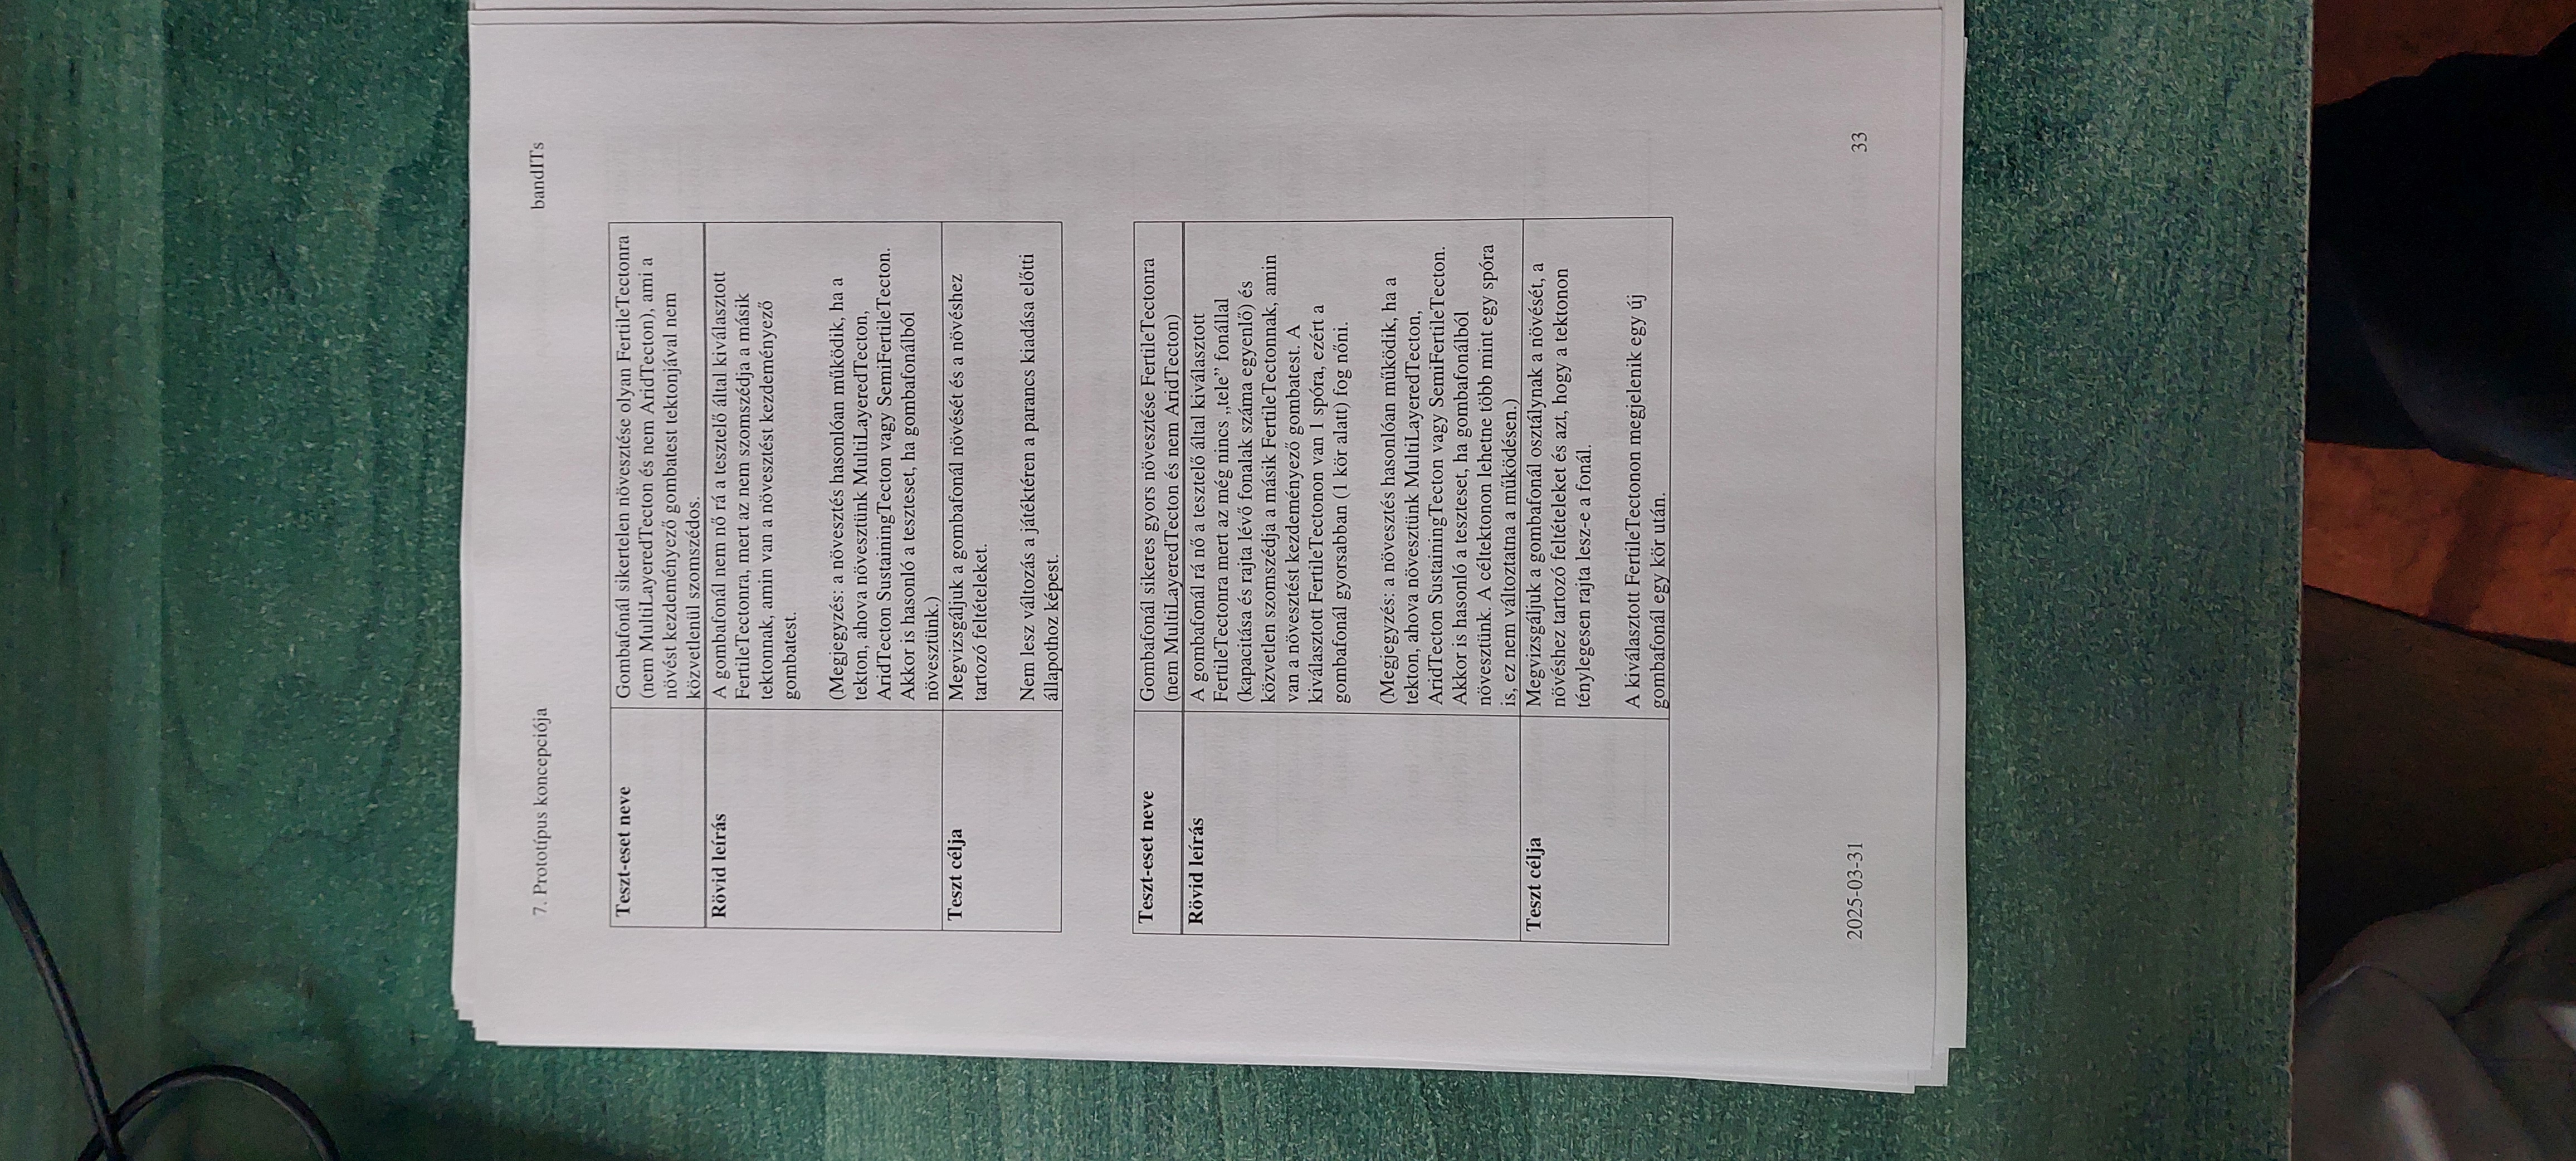 7. Prototípus koncepciója bandITs
Teszt-eset neve Gombafonál sikertelen növesztése olyan FertileTectonra
(nem MultiLayeredTecton és nem AridTecton), ami a
növést kezdeményező gombatest tektonjával nem
közvetlenül szomszédos.
Rövid leírás A gombafonál nem nő rá a tesztelő által kiválasztott
FertileTectonra, mert az nem szomszédja a másik
tektonnak, amin van a növesztést kezdeményező
gombatest.
(Megjegyzés: a növesztés hasonlóan működik, ha a
tekton, ahova növesztünk MultiLayeredTecton,
AridTecton SustainingTecton vagy SemiFertileTecton.
Akkor is hasonló a teszteset, ha gombafonálból
növesztünk.)
Teszt célja Megvizsgáljuk a gombafonál növését és a növéshez
tartozó feltételeket.
Nem lesz változás a játéktéren a parancs kiadása előtti
állapothoz képest.
Teszt-eset neve Gombafonál sikeres gyors növesztése FertileTectonra
(nem MultiLayeredTecton és nem AridTecton)
Rövid leírás A gombafonál rá nő a tesztelő által kiválasztott
FertileTectonra mert az még nincs „tele” fonállal
(kapacitása és rajta lévő fonalak száma egyenlő) és
közvetlen szomszédja a másik FertileTectonnak, amin
van a növesztést kezdeményező gombatest. A
kiválasztott FertileTectonon van 1 spóra, ezért a
gombafonál gyorsabban (1 kör alatt) fog nőni.
(Megjegyzés: a növesztés hasonlóan működik, ha a
tekton, ahova növesztünk MultiLayeredTecton,
AridTecton SustainingTecton vagy SemiFertileTecton.
Akkor is hasonló a teszteset, ha gombafonálból
növesztünk. A céltektonon lehetne több mint egy spóra
is, ez nem változtatna a működésen.)
Teszt célja Megvizsgáljuk a gombafonál osztálynak a növését, a
növéshez tartozó feltételeket és azt, hogy a tektonon
ténylegesen rajta lesz-e a fonál.
A kiválasztott FertileTectonon megjelenik egy új
gombafonál egy kör után.
2025-03-31 33